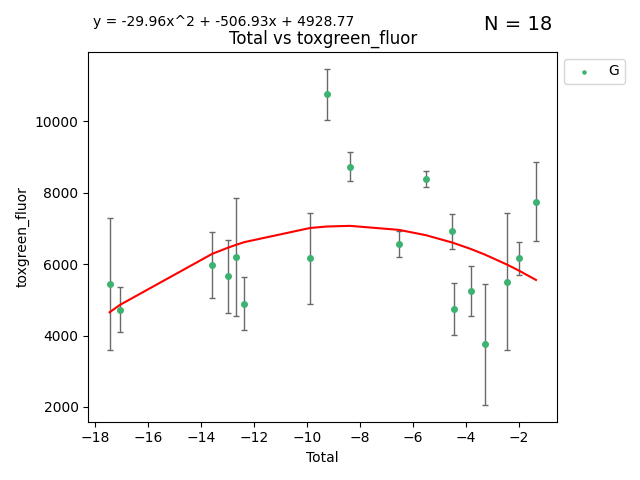 y = -29.96x^2 + -506.93x + 4928.77
N = 18
Total vs toxgreen_fluor
G
toxgreen_fluor
10000
8000
6000
4000
2000
−18 −16 −14 −12 −10 −8 −6 −4 −2
Total